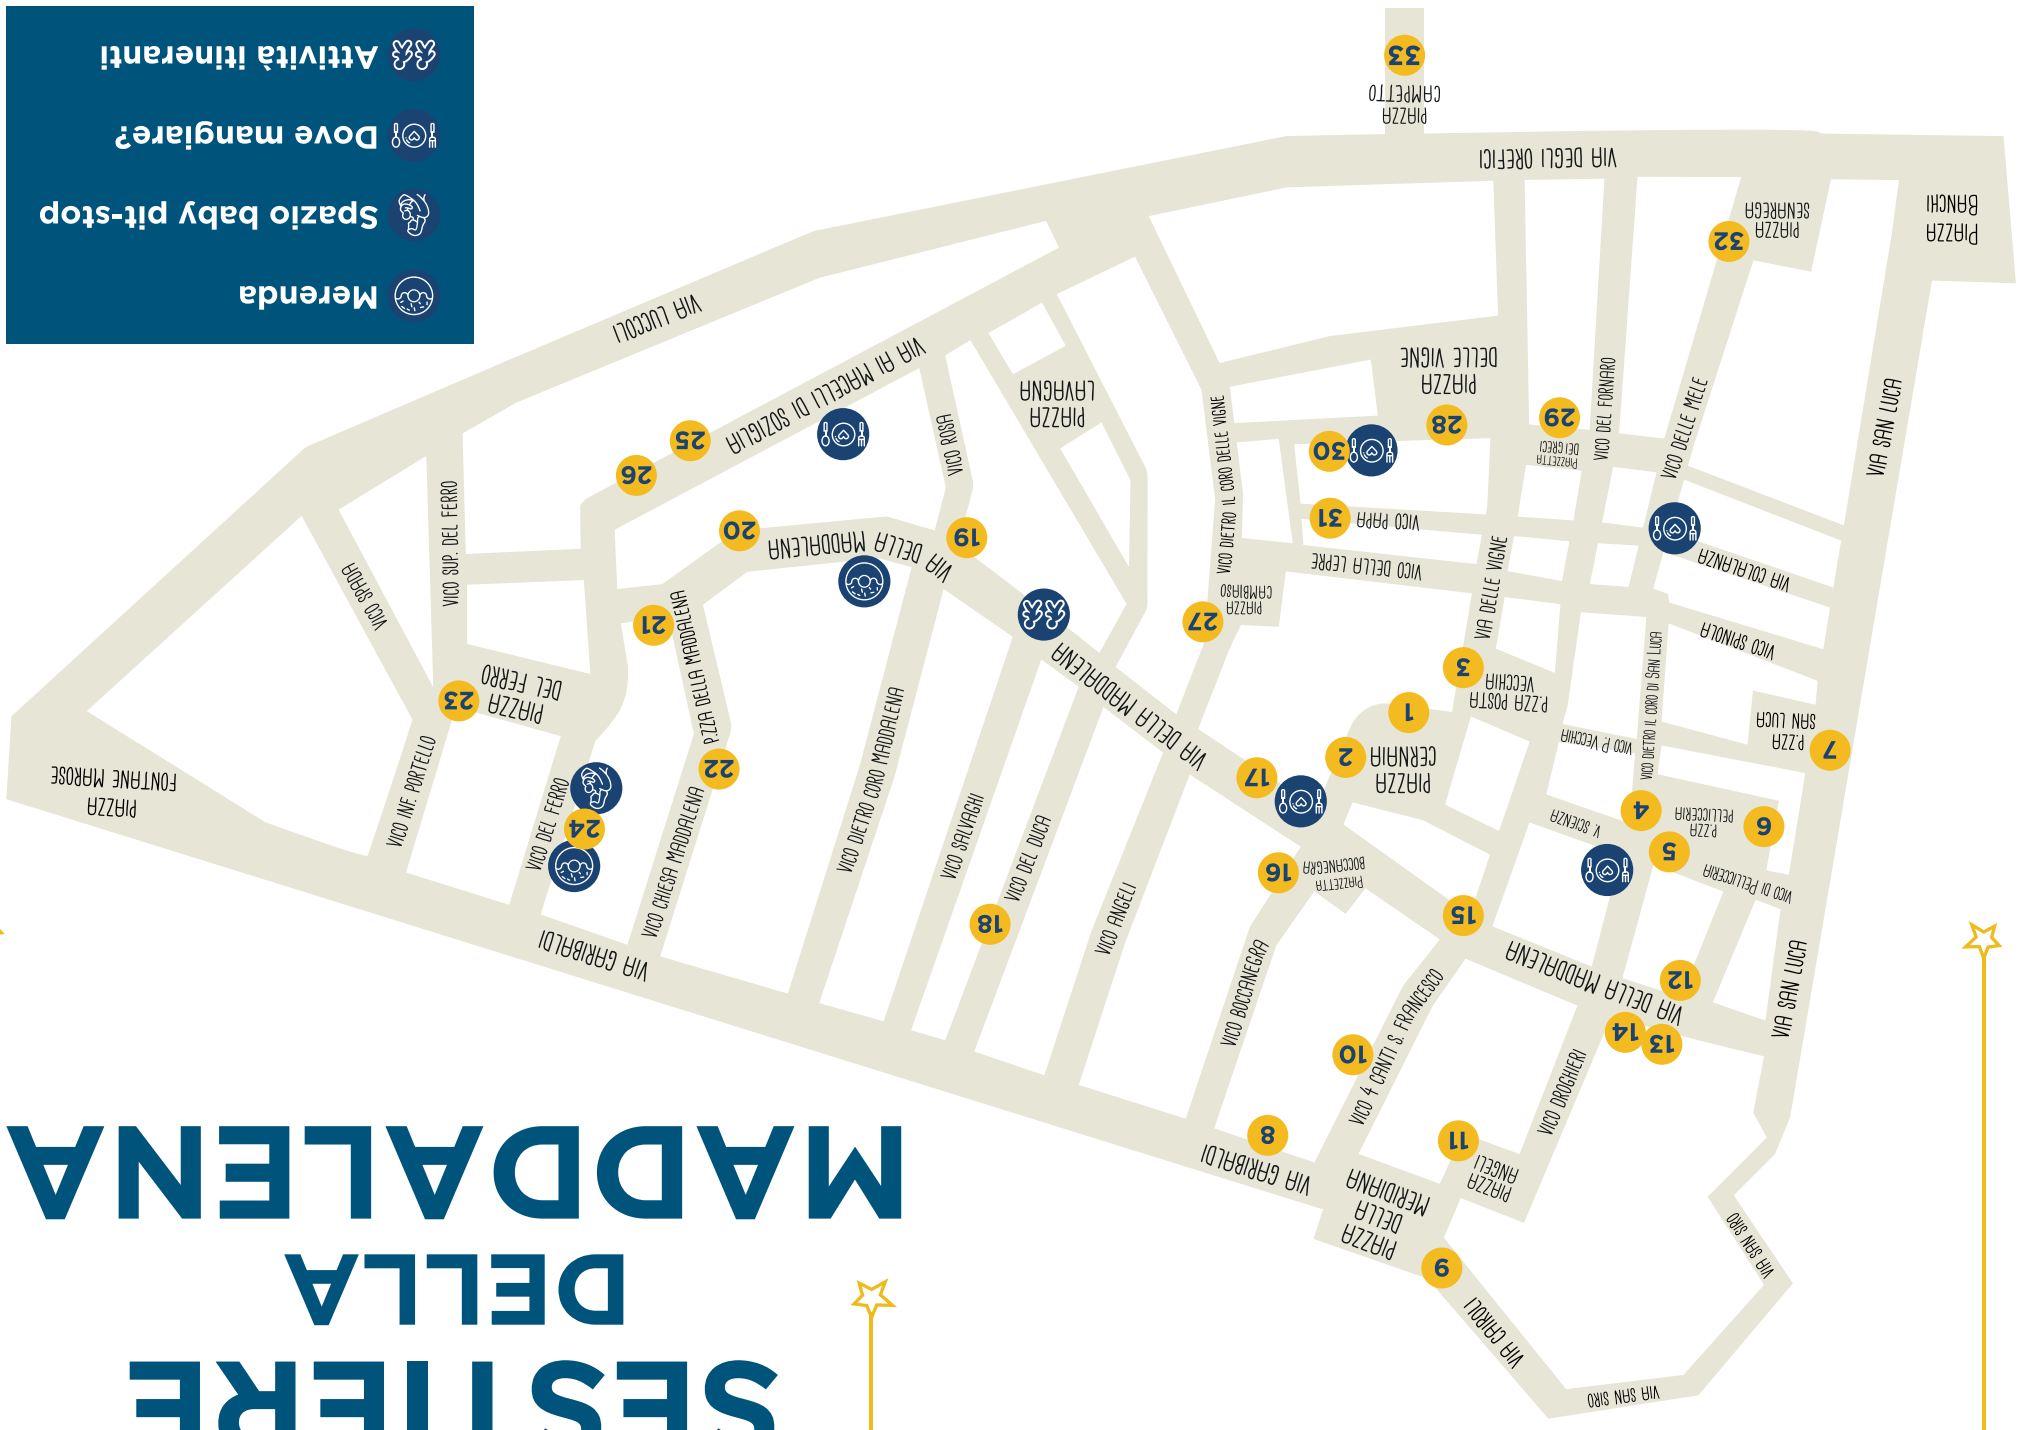 SESTIERE
DELLA
MADDALENA
VIA SAN SIRO
VIA CAIROLI
VIA SAN SIRO
9
PIAZZA
DELLA
MERIDIANA
PIAZZA
ANGELI
11
8
VIA GARIBALDI
VICO DROGHIERI
VICO 4 CANTI S. FRANCESCO
10
VICO BOCCANEGRA
13
14
12
VIA DELLA MADDALENA
VIA SAN LUCA
15
VICO ANGELI
18
VICO DEL DUCA
VICO SALVAGHI
VICO DIETRO CORO MADDALENA
VIA GARIBALDI
VICO CHIESA MADDALENA
VICO DI PELLICCERIA
5
6
P.ZZA
PELLICCERIA
4
V. SCIENZA
PIAZZETTA
BOCCANEGRA
16
17
2
1
PIAZZA
CERNAIA
24
VICO DEL FERRO
VICO INF. PORTELLO
PIAZZA
FONTANE MAROSE
22
P.ZZA DELLA MADDALENA
7
P.ZZA
SAN LUCA
VICO P. VECCHIA
VICO DIETRO IL CORO DI SAN LUCA
P.ZZA POSTA
VECCHIA
3
VIA DELLA MADDALENA
23
PIAZZA
DEL FERRO
VICO SPINOLA
VIA COLALANZA
VIA DELLE VIGNE
27
PIAZZA
CAMBIASO
21
VICO DELLA LEPRE
VICO PAPA
31
19
VIA DELLA MADDALENA
20
VICO SPADA
VICO SUP. DEL FERRO
VICO DIETRO IL CORO DELLE VIGNE
30
28
PIAZZA
DELLE VIGNE
29
PIAZZETTA
DEI GRECI
VICO DEL FORNARO
VICO DELLE MELE
VIA SAN LUCA
VICO ROSA
PIAZZA
LAVAGNA
26
25
VIA AI MACELLI DI SOZIGLIA
VIA LUCCOLI
32
PIAZZA
SENAREGA
PIAZZA
BANCHI
VIA DEGLI OREFICI
PIAZZA
CAMPETTO
33
Merenda
Spazio baby pit-stop
Dove mangiare?
Attività itineranti